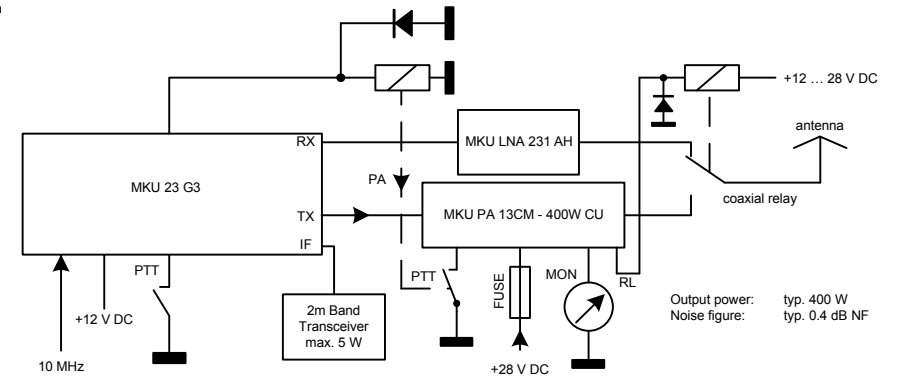 +12 ... 28 V DC
antenna
RX
MKU LNA 231 AH
MKU 23 G3
PA
coaxial relay
TX
MKU PA 13CM - 400W CU
IF
PTT
PTT
FUSE
MON
RL
+12 V DC
2m Band
Transceiver
max. 5 W
Output power: typ. 400 W
Noise figure: typ. 0.4 dB NF
10 MHz
+28 V DC